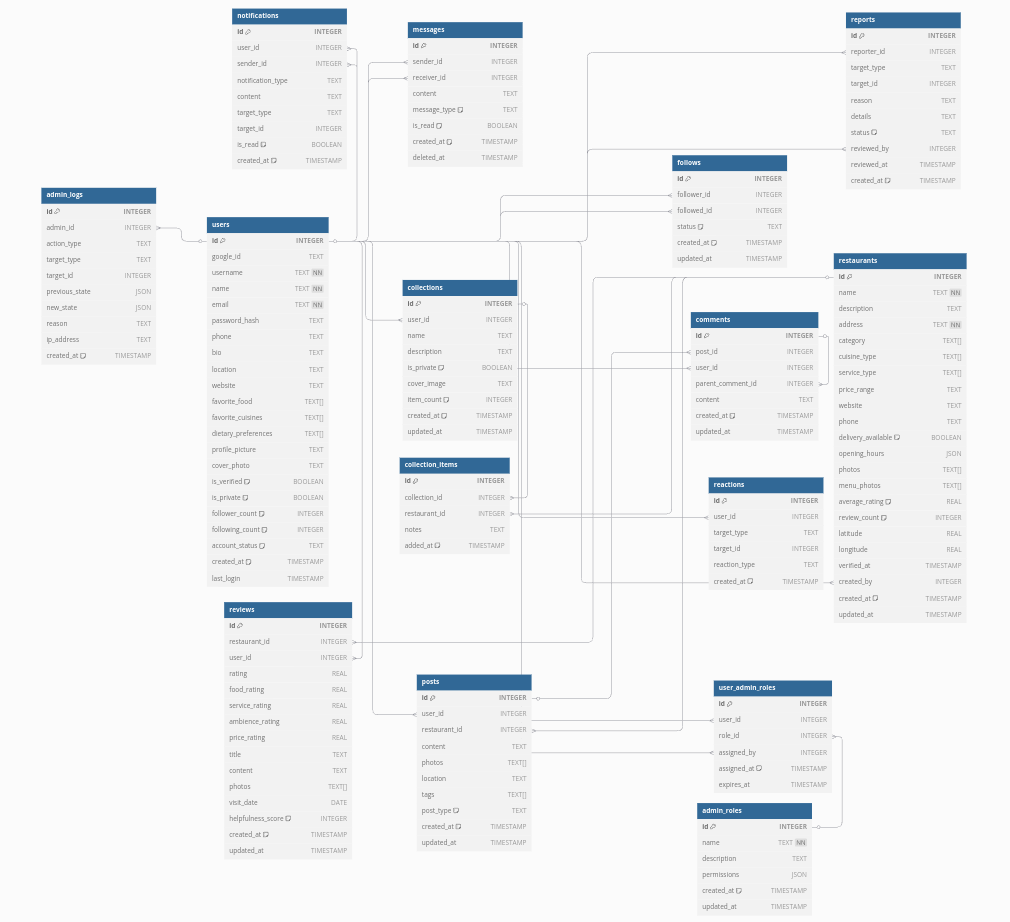 notifications
id INTEGER
user_id INTEGER
sender_id INTEGER
notification_type TEXT
content TEXT
target_type TEXT
target_id INTEGER
is_read BOOLEAN
created_at TIMESTAMP
messages
id INTEGER
sender_id INTEGER
receiver_id INTEGER
content TEXT
message_type TEXT
is_read BOOLEAN
created_at TIMESTAMP
deleted_at TIMESTAMP
reports
id INTEGER
reporter_id INTEGER
target_type TEXT
target_id INTEGER
reason TEXT
details TEXT
status TEXT
reviewed_by INTEGER
reviewed_at TIMESTAMP
created_at TIMESTAMP
follows
id INTEGER
follower_id INTEGER
followed_id INTEGER
status TEXT
created_at TIMESTAMP
updated_at TIMESTAMP
admin_logs
id INTEGER
admin_id INTEGER
action_type TEXT
target_type TEXT
target_id INTEGER
previous_state JSON
new_state JSON
reason TEXT
ip_address TEXT
created_at TIMESTAMP
users
id INTEGER
google_id TEXT
username TEXT NN
name TEXT NN
email TEXT NN
password_hash TEXT
phone TEXT
bio TEXT
location TEXT
website TEXT
favorite_food TEXT[]
favorite_cuisines TEXT[]
dietary_preferences TEXT[]
profile_picture TEXT
cover_photo TEXT
is_verified BOOLEAN
is_private BOOLEAN
follower_count INTEGER
following_count INTEGER
account_status TEXT
created_at TIMESTAMP
last_login TIMESTAMP
collections
id INTEGER
user_id INTEGER
name TEXT
description TEXT
is_private BOOLEAN
cover_image TEXT
item_count INTEGER
created_at TIMESTAMP
updated_at TIMESTAMP
restaurants
id INTEGER
name TEXT NN
description TEXT
address TEXT NN
category TEXT[]
cuisine_type TEXT[]
service_type TEXT[]
price_range TEXT
website TEXT
phone TEXT
delivery_available BOOLEAN
opening_hours JSON
photos TEXT[]
menu_photos TEXT[]
average_rating REAL
review_count INTEGER
latitude REAL
longitude REAL
verified_at TIMESTAMP
created_by INTEGER
created_at TIMESTAMP
updated_at TIMESTAMP
comments
id INTEGER
post_id INTEGER
user_id INTEGER
parent_comment_id INTEGER
content TEXT
created_at TIMESTAMP
updated_at TIMESTAMP
collection_items
id INTEGER
collection_id INTEGER
restaurant_id INTEGER
notes TEXT
added_at TIMESTAMP
reactions
id INTEGER
user_id INTEGER
target_type TEXT
target_id INTEGER
reaction_type TEXT
created_at TIMESTAMP
reviews
id INTEGER
restaurant_id INTEGER
user_id INTEGER
rating REAL
food_rating REAL
service_rating REAL
ambience_rating REAL
price_rating REAL
title TEXT
content TEXT
photos TEXT[]
visit_date DATE
helpfulness_score INTEGER
created_at TIMESTAMP
updated_at TIMESTAMP
posts
id INTEGER
user_id INTEGER
restaurant_id INTEGER
content TEXT
photos TEXT[]
location TEXT
tags TEXT[]
post_type TEXT
created_at TIMESTAMP
updated_at TIMESTAMP
user_admin_roles
id INTEGER
user_id INTEGER
role_id INTEGER
assigned_by INTEGER
assigned_at TIMESTAMP
expires_at TIMESTAMP
admin_roles
id INTEGER
name TEXT NN
description TEXT
permissions JSON
created_at TIMESTAMP
updated_at TIMESTAMP